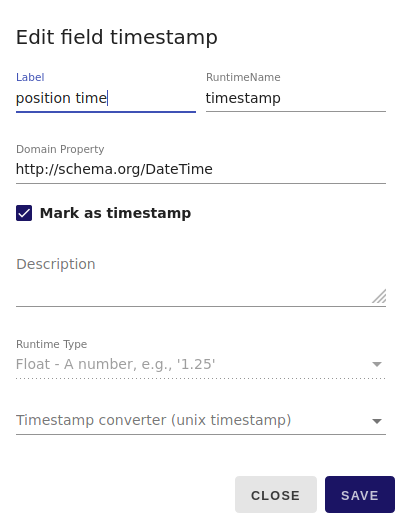 Edit field timestamp
Label
RuntimeName
position time
timestamp
Domain Property
http://schema.org/DateTime
Mark as timestamp
Description
Runtime Type
Float - A number, e.g., '1.25'
Timestamp converter (unix timestamp)
CLOSE
SAVE